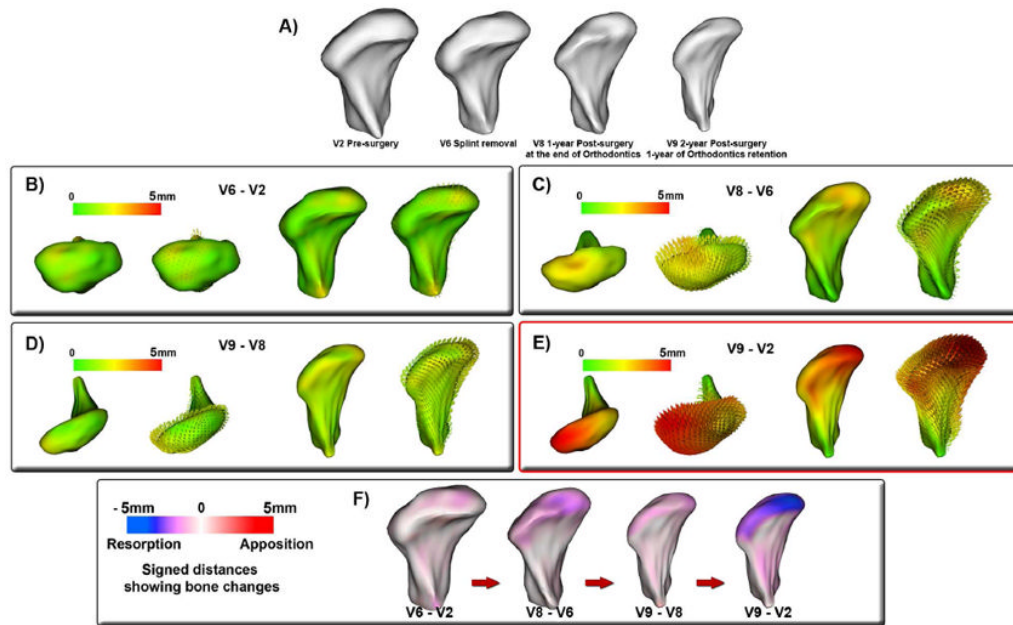 A)
V2 Pre-surgery
V6 Splint removal
V8 1-year Post-surgery
at the end of Orthodontics
V9 2-year Post-surgery
1-year of Orthodontics retention
B)
V6 - V2
0
5mm
C)
V8 - V6
0
5mm
D)
V9 - V8
0
5mm
E)
V9 - V2
0
5mm
F)
- 5mm
0
5mm
Resorption
Apposition
Signed distances
showing bone changes
V6 - V2
V8 - V6
V9 - V8
V9 - V2